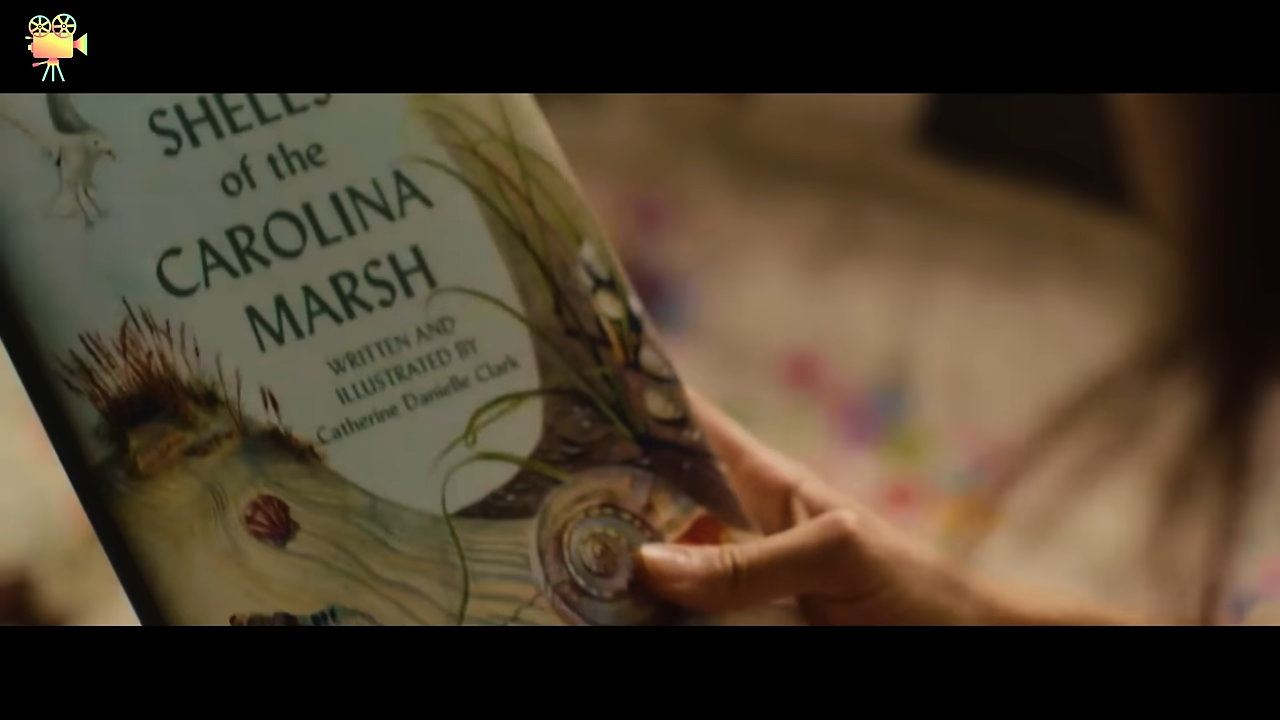 SHELLS
of the
CAROLINA
MARSH
WRITTEN AND
ILLUSTRATED BY
Catherine Danielle Clark